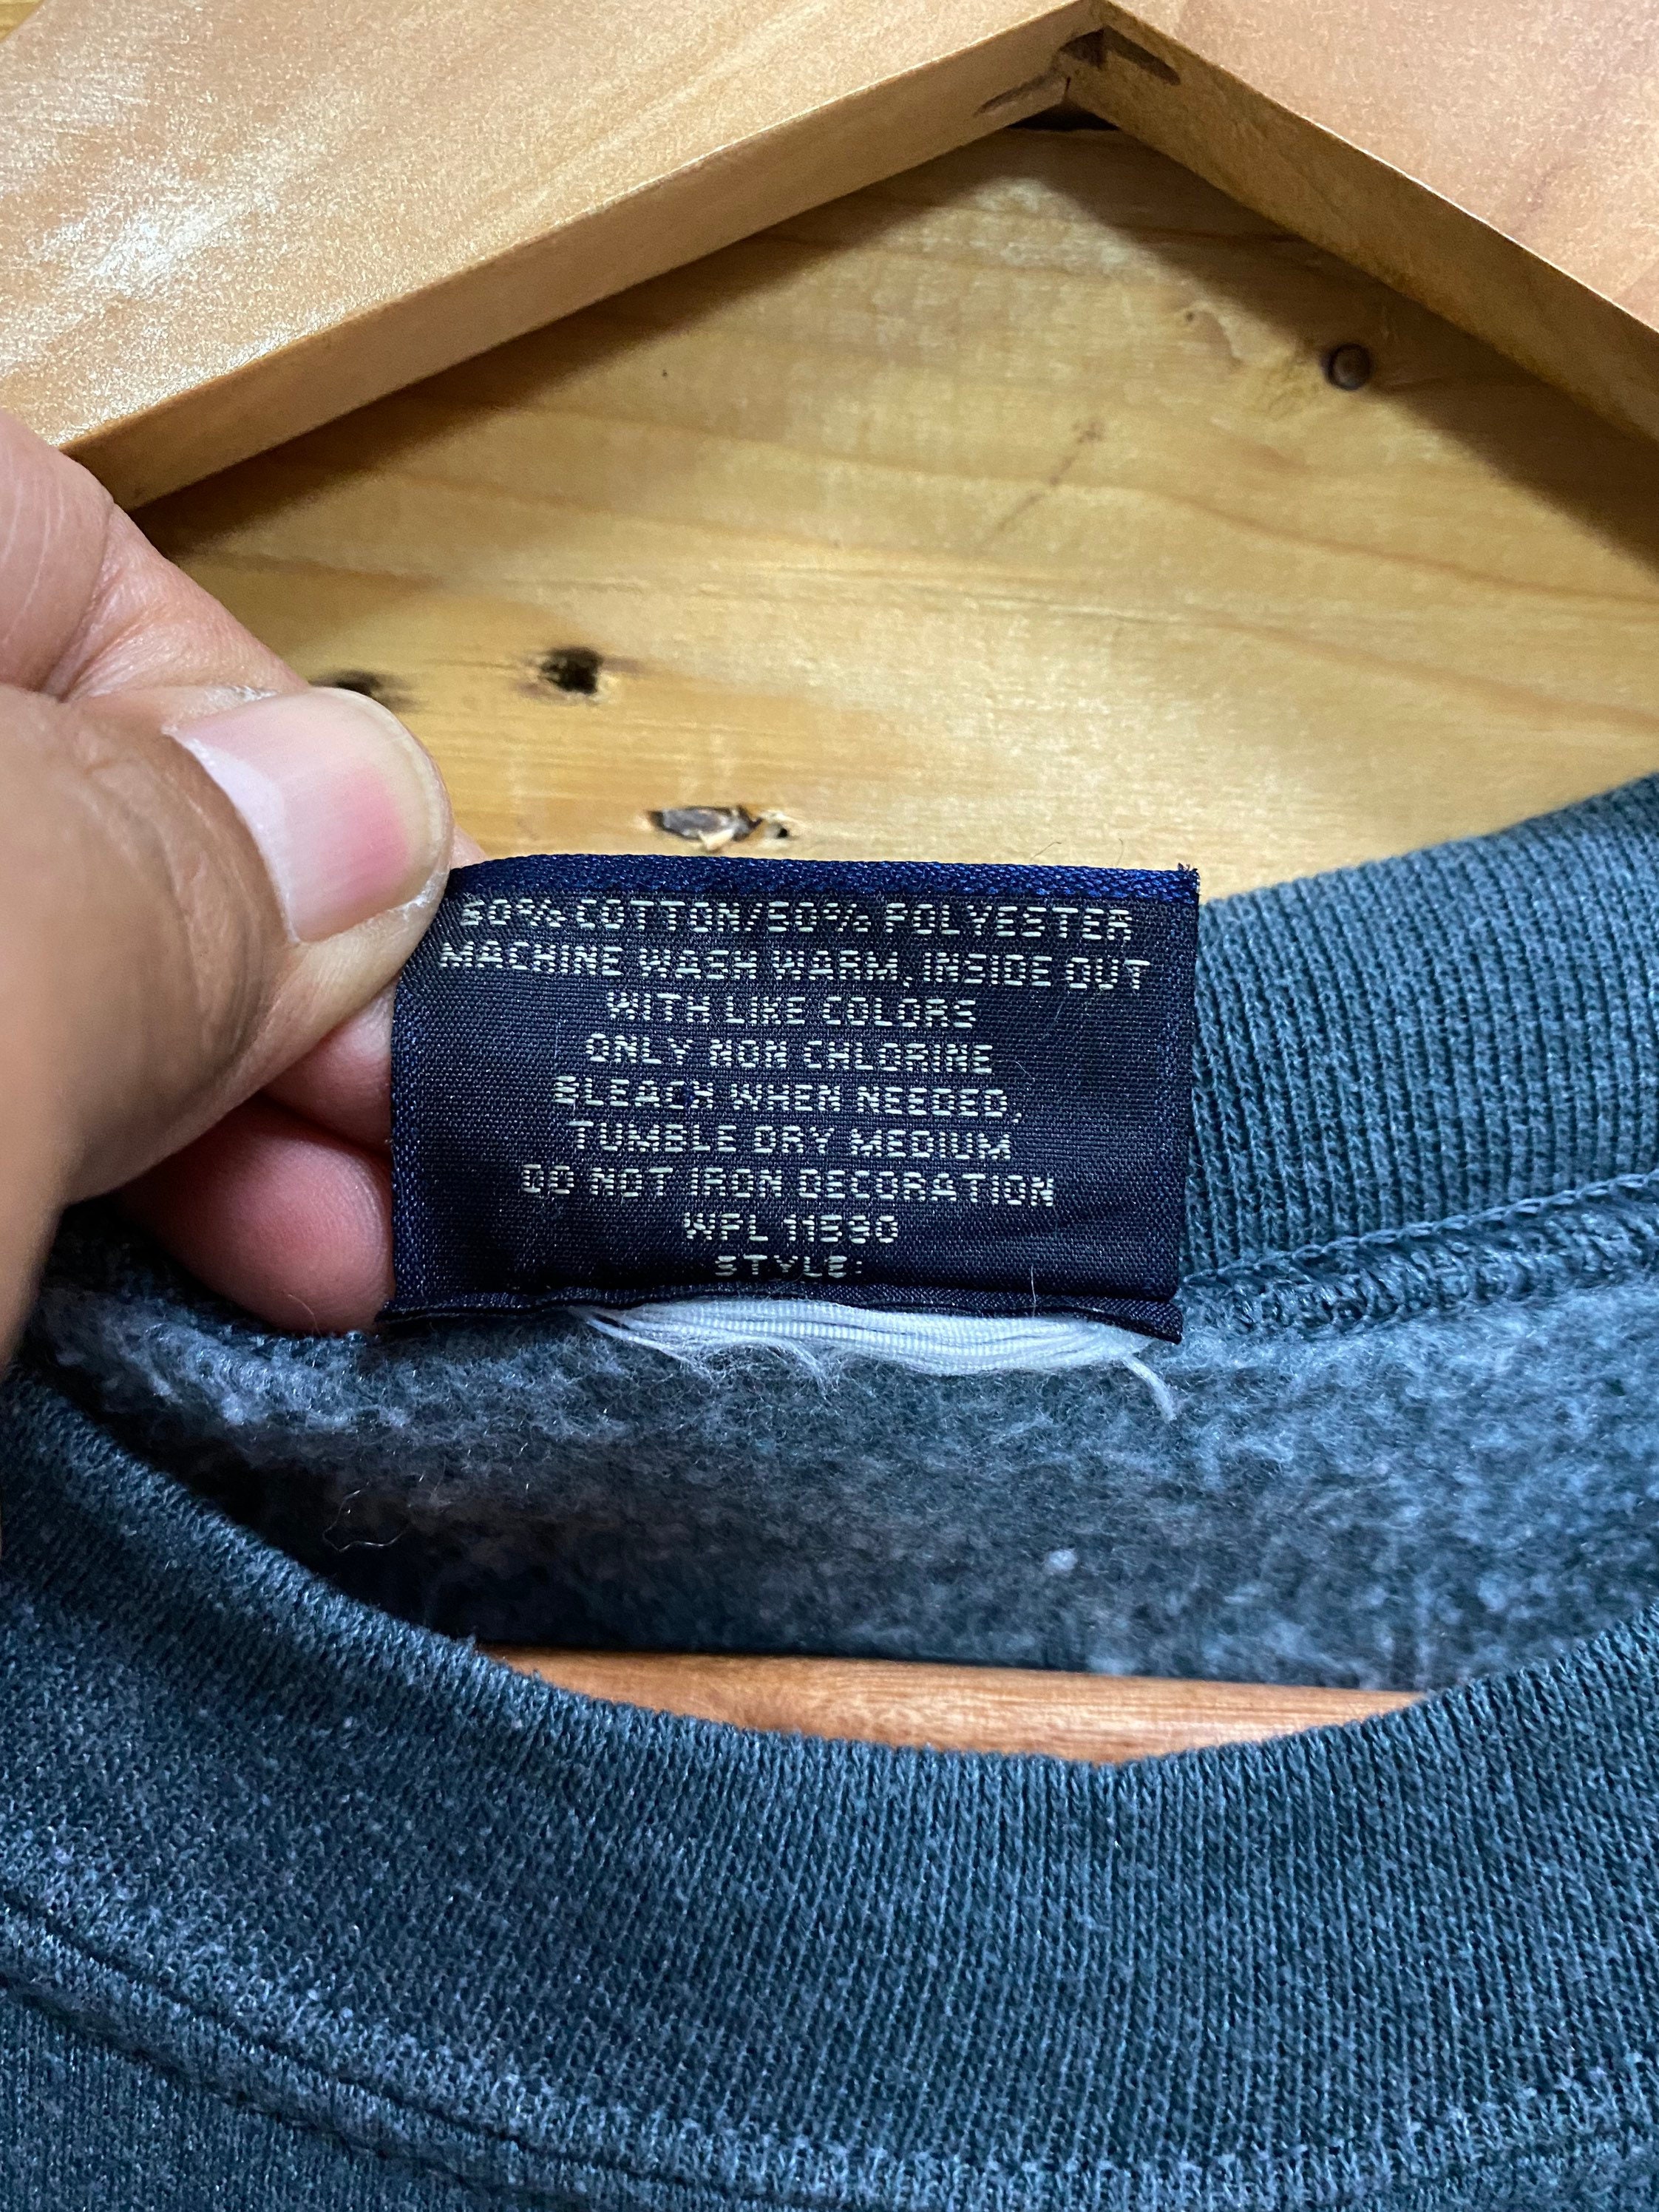 50% COTTON/50% POLYESTER
MACHINE WASH WARM, INSIDE OUT
WITH LIKE COLORS
ONLY NON CHLORINE
BLEACH WHEN NEEDED,
TUMBLE DRY MEDIUM
DO NOT IRON DECORATION
WPL 11590
STYLE: